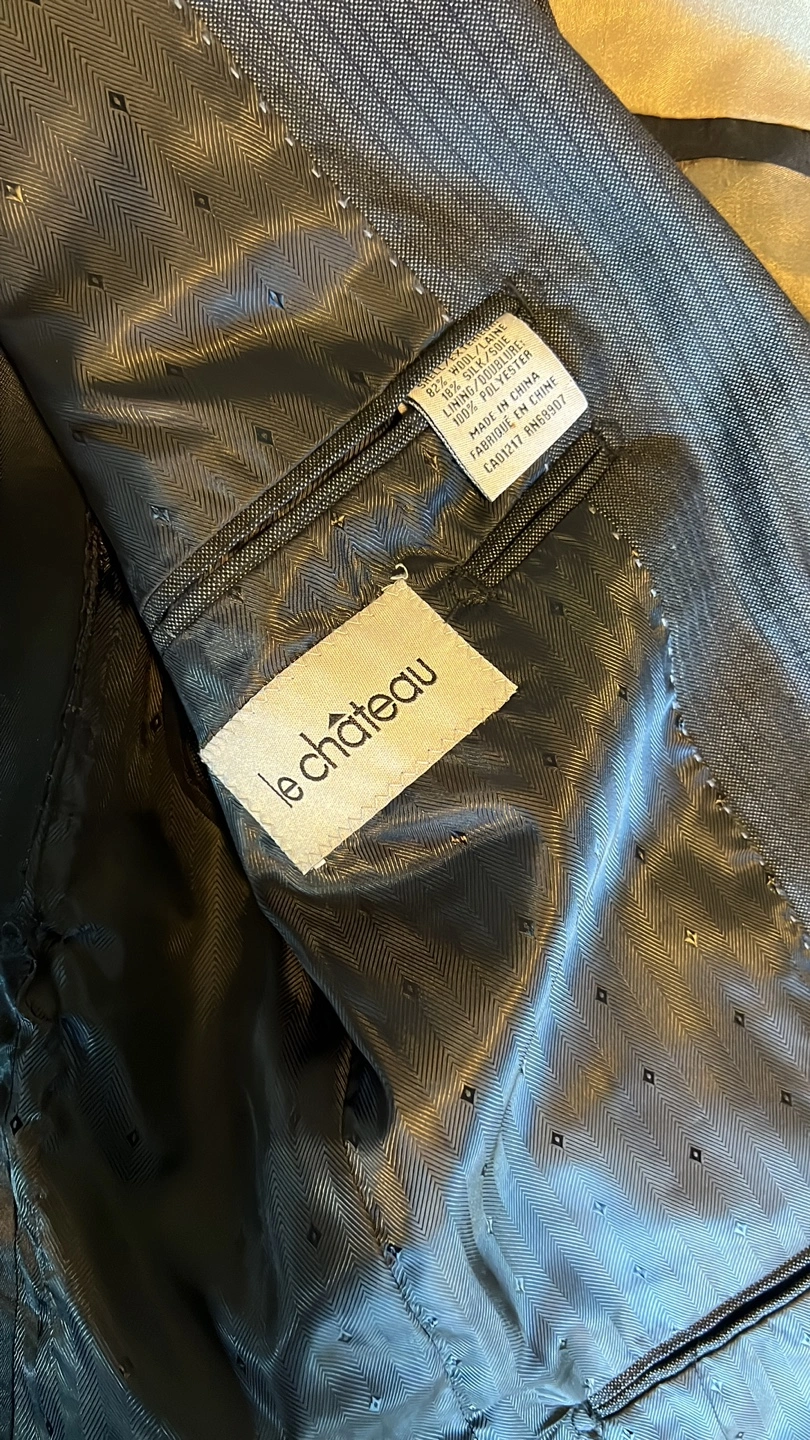 82% WOOL/LAINE
18% SILK/SOIE
LINING/DOUBLURE:
100% POLYESTER
MADE IN CHINA
FABRIQUÉ EN CHINE
CA01217 RN68907
le château